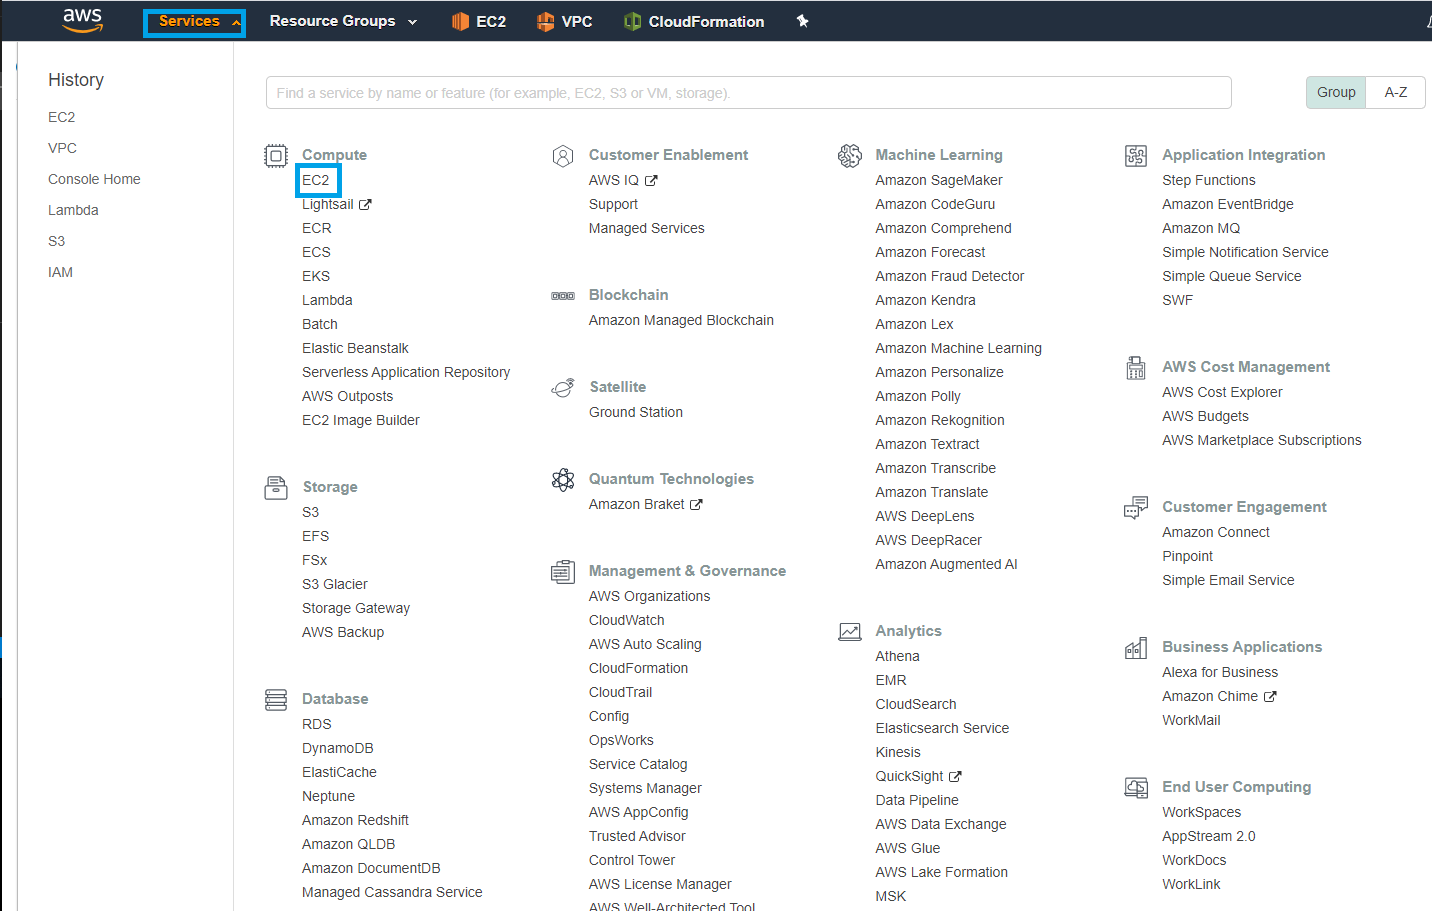 aws Services Resource Groups EC2 VPC CloudFormation
History
EC2
VPC
Console Home
Lambda
S3
IAM
Find a service by name or feature (for example, EC2, S3 or VM, storage).
Group A-Z
Compute
EC2
Lightsail
ECR
ECS
EKS
Lambda
Batch
Elastic Beanstalk
Serverless Application Repository
AWS Outposts
EC2 Image Builder
Storage
S3
EFS
FSx
S3 Glacier
Storage Gateway
AWS Backup
Database
RDS
DynamoDB
ElastiCache
Neptune
Amazon Redshift
Amazon QLDB
Amazon DocumentDB
Managed Cassandra Service
Customer Enablement
AWS IQ
Support
Managed Services
Blockchain
Amazon Managed Blockchain
Satellite
Ground Station
Quantum Technologies
Amazon Braket
Management & Governance
AWS Organizations
CloudWatch
AWS Auto Scaling
CloudFormation
CloudTrail
Config
OpsWorks
Service Catalog
Systems Manager
AWS AppConfig
Trusted Advisor
Control Tower
AWS License Manager
AWS Well-Architected Tool
Machine Learning
Amazon SageMaker
Amazon CodeGuru
Amazon Comprehend
Amazon Forecast
Amazon Fraud Detector
Amazon Kendra
Amazon Lex
Amazon Machine Learning
Amazon Personalize
Amazon Polly
Amazon Rekognition
Amazon Textract
Amazon Transcribe
Amazon Translate
AWS DeepLens
AWS DeepRacer
Amazon Augmented AI
Analytics
Athena
EMR
CloudSearch
Elasticsearch Service
Kinesis
QuickSight
Data Pipeline
AWS Data Exchange
AWS Glue
AWS Lake Formation
MSK
Application Integration
Step Functions
Amazon EventBridge
Amazon MQ
Simple Notification Service
Simple Queue Service
SWF
AWS Cost Management
AWS Cost Explorer
AWS Budgets
AWS Marketplace Subscriptions
Customer Engagement
Amazon Connect
Pinpoint
Simple Email Service
Business Applications
Alexa for Business
Amazon Chime
WorkMail
End User Computing
WorkSpaces
AppStream 2.0
WorkDocs
WorkLink